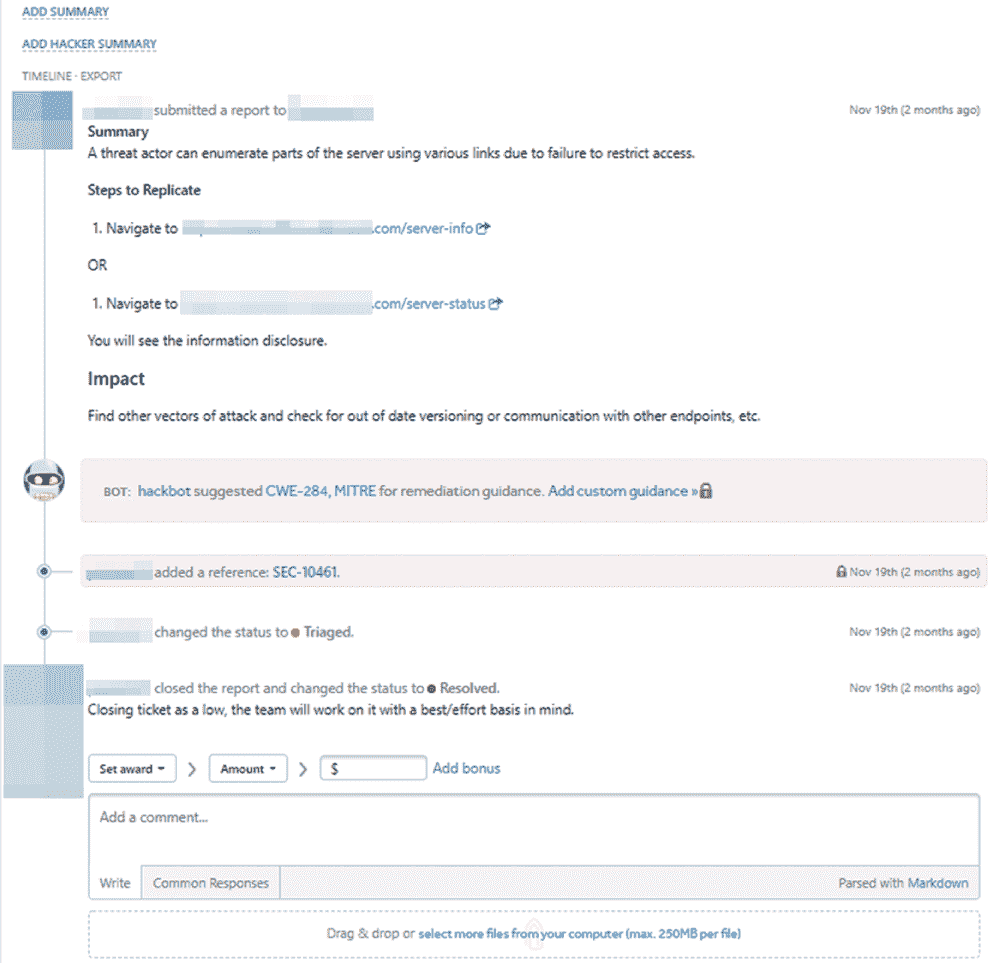 ADD SUMMARY
ADD HACKER SUMMARY
TIMELINE · EXPORT
submitted a report to
Nov 19th (2 months ago)
Summary
A threat actor can enumerate parts of the server using various links due to failure to restrict access.
Steps to Replicate
1. Navigate to .com/server-info
OR
1. Navigate to .com/server-status
You will see the information disclosure.
Impact
Find other vectors of attack and check for out of date versioning or communication with other endpoints, etc.
BOT: hackbot suggested CWE-284, MITRE for remediation guidance. Add custom guidance »
added a reference: SEC-10461.
Nov 19th (2 months ago)
changed the status to Triaged.
Nov 19th (2 months ago)
closed the report and changed the status to Resolved.
Nov 19th (2 months ago)
Closing ticket as a low, the team will work on it with a best/effort basis in mind.
Set award Amount $ Add bonus
Add a comment...
Write Common Responses Parsed with Markdown
Drag & drop or select more files from your computer (max. 250MB per file)